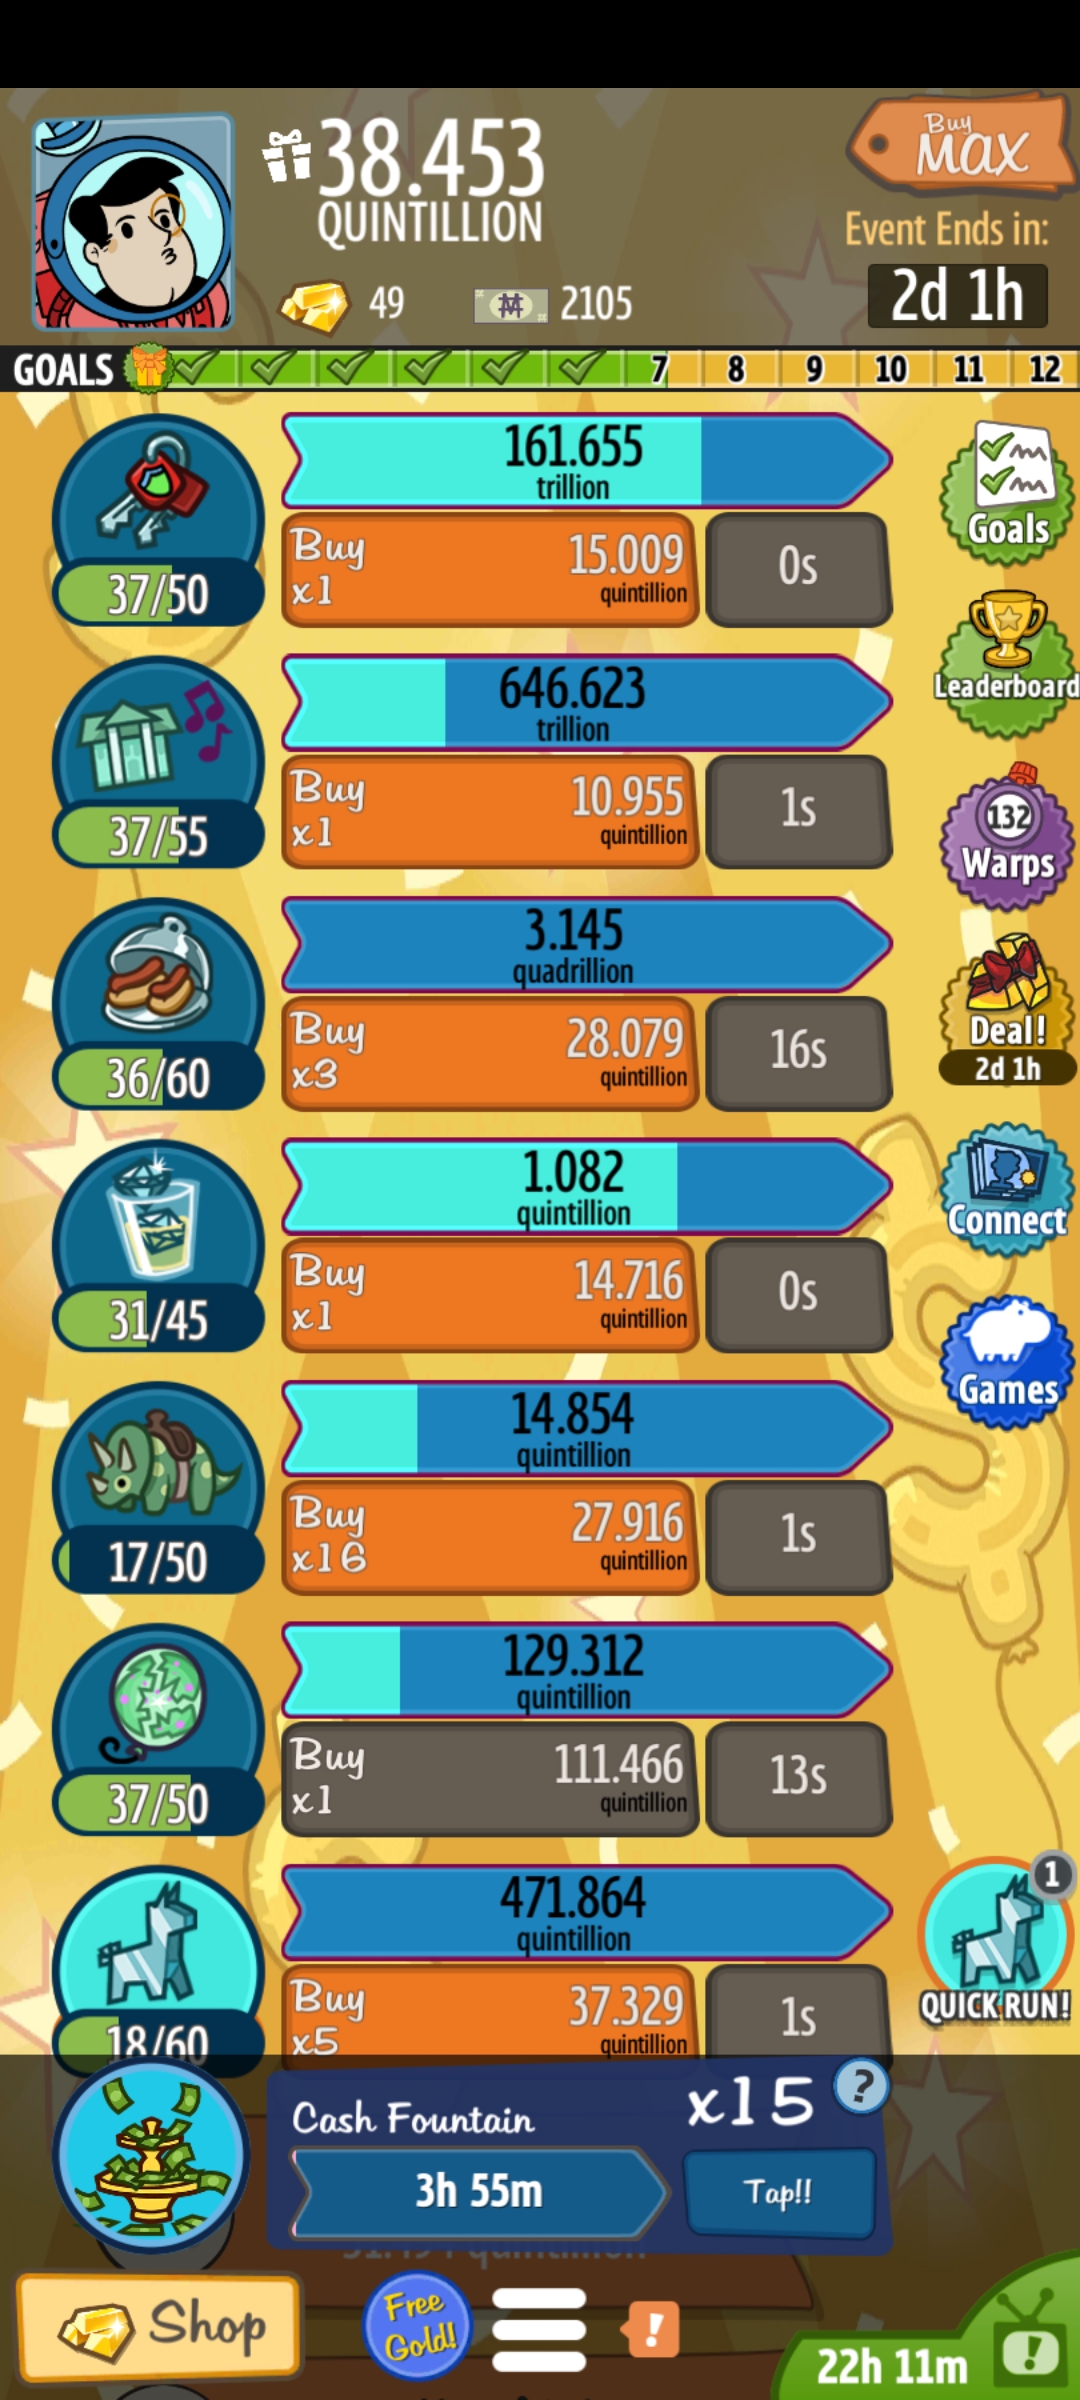 38.453
QUINTILLION
Buy
MAX
Event Ends in:
2d 1h
49
2105
GOALS
7 8 9 10 11 12
161.655
trillion
Buy
x1
15.009
quintillion
0s
37/50
Goals
646.623
trillion
Buy
x1
10.955
quintillion
1s
37/55
Leaderboard
132
Warps
3.145
quadrillion
Buy
x3
28.079
quintillion
16s
36/60
Deal!
2d 1h
1.082
quintillion
Buy
x1
14.716
quintillion
0s
31/45
Connect
Games
14.854
quintillion
Buy
x16
27.916
quintillion
1s
17/50
129.312
quintillion
Buy
x1
111.466
quintillion
13s
37/50
471.864
quintillion
Buy
x5
37.329
quintillion
1s
18/60
1
QUICK RUN!
Cash Fountain
x15
?
3h 55m
Tap!!
Shop
Free
Gold!
!
22h 11m
!